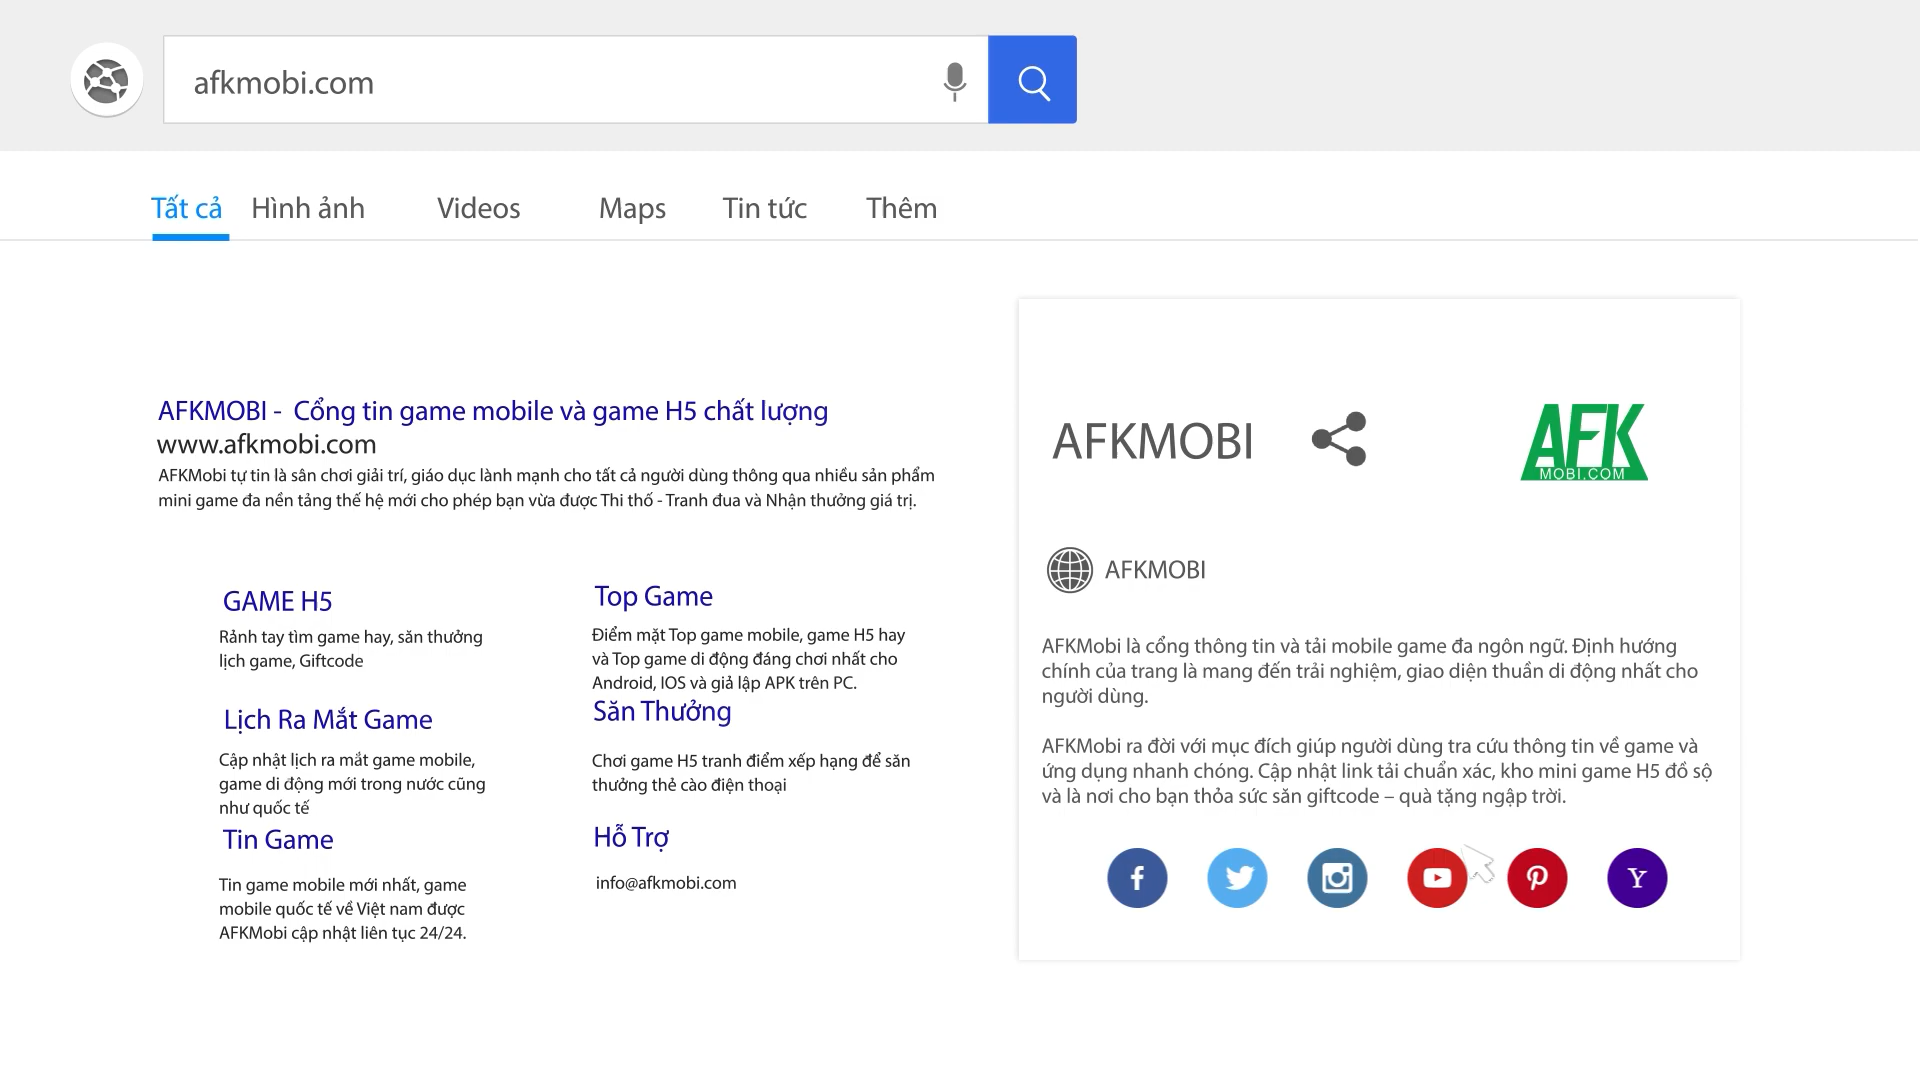 afkmobi.com
Tất cả Hình ảnh Videos Maps Tin tức Thêm
AFKMOBI - Cổng tin game mobile và game H5 chất lượng
www.afkmobi.com
AFKMobi tự tin là sân chơi giải trí, giáo dục lành mạnh cho tất cả người dùng thông qua nhiều sản phẩm
mini game đa nền tảng thế hệ mới cho phép bạn vừa được Thi thố - Tranh đua và Nhận thưởng giá trị.
GAME H5
Rảnh tay tìm game hay, săn thưởng
lịch game, Giftcode
Lịch Ra Mắt Game
Cập nhật lịch ra mắt game mobile,
game di động mới trong nước cũng
như quốc tế
Tin Game
Tin game mobile mới nhất, game
mobile quốc tế về Việt nam được
AFKMobi cập nhật liên tục 24/24.
Top Game
Điểm mặt Top game mobile, game H5 hay
và Top game di động đáng chơi nhất cho
Android, IOS và giả lập APK trên PC.
Săn Thưởng
Chơi game H5 tranh điểm xếp hạng để săn
thưởng thẻ cào điện thoại
Hỗ Trợ
info@afkmobi.com
AFKMOBI
AFK
MOBI.COM
AFKMOBI
AFKMobi là cổng thông tin và tải mobile game đa ngôn ngữ. Định hướng
chính của trang là mang đến trải nghiệm, giao diện thuần di động nhất cho
người dùng.
AFKMobi ra đời với mục đích giúp người dùng tra cứu thông tin về game và
ứng dụng nhanh chóng. Cập nhật link tải chuẩn xác, kho mini game H5 đồ sộ
và là nơi cho bạn thỏa sức săn giftcode – quà tặng ngập trời.